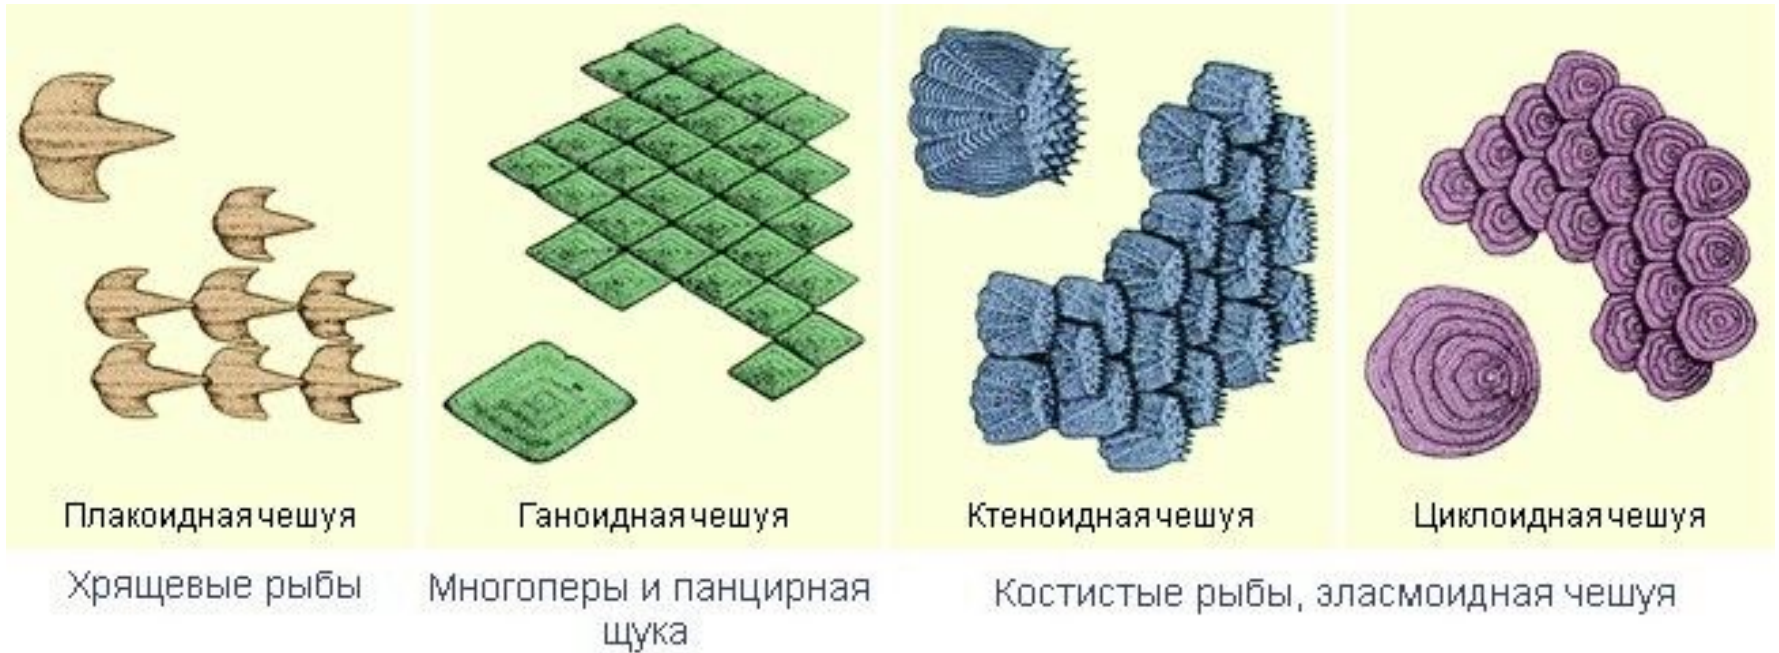 Плакоидная чешуя
Ганоидная чешуя
Ктеноидная чешуя
Циклоидная чешуя
Хрящевые рыбы
Многоперы и панцирная
щука
Костистые рыбы, эласмоидная чешуя